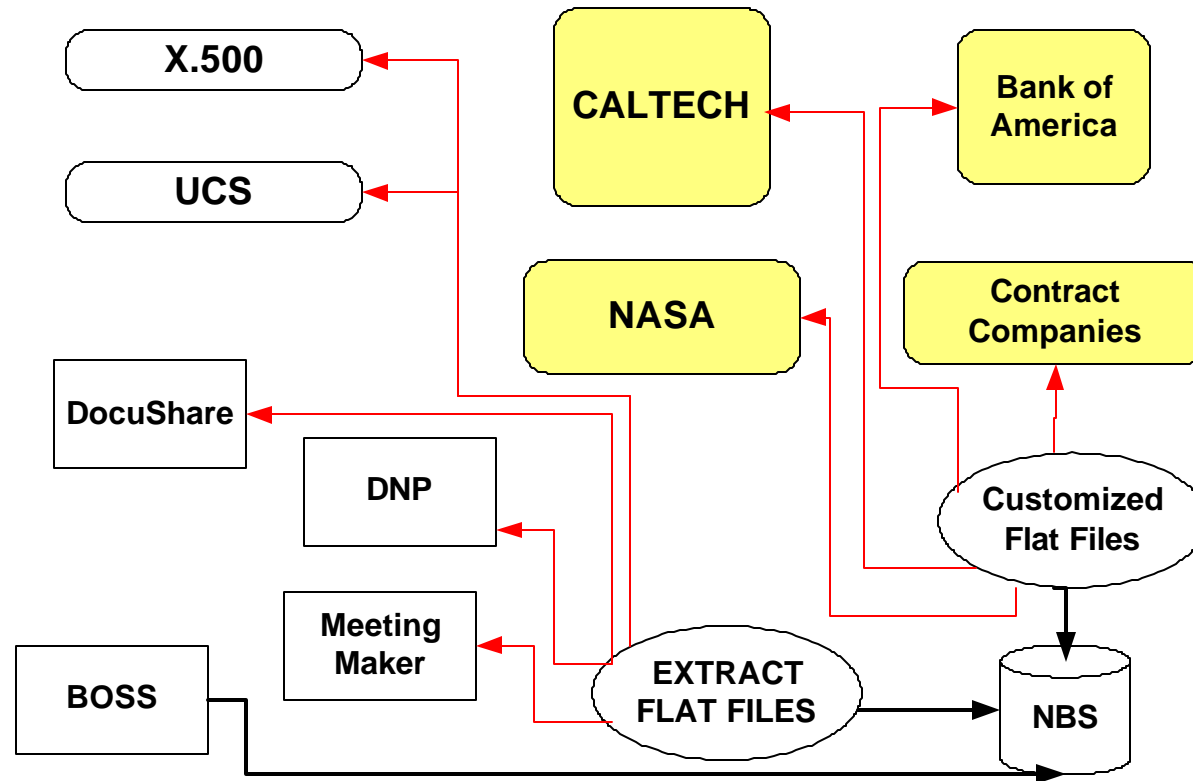 X.500
CALTECH
Bank of
America
UCS
NASA
Contract
Companies
DocuShare
DNP
Customized
Flat Files
Meeting
Maker
BOSS
EXTRACT
FLAT FILES
NBS